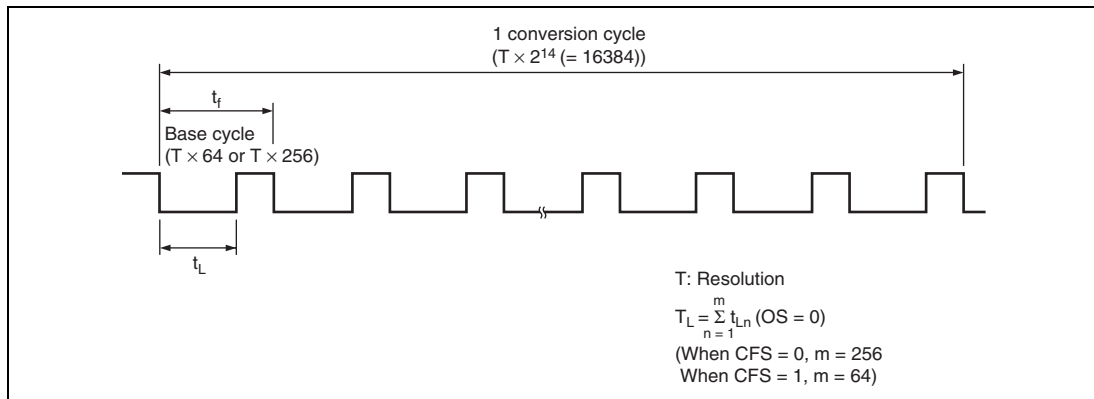 1 conversion cycle
(T × 2¹⁴ (= 16384))
t_f
Base cycle
(T × 64 or T × 256)
t_L
T: Resolution
m
T_L = Σ t_Ln (OS = 0)
n = 1
(When CFS = 0, m = 256
When CFS = 1, m = 64)